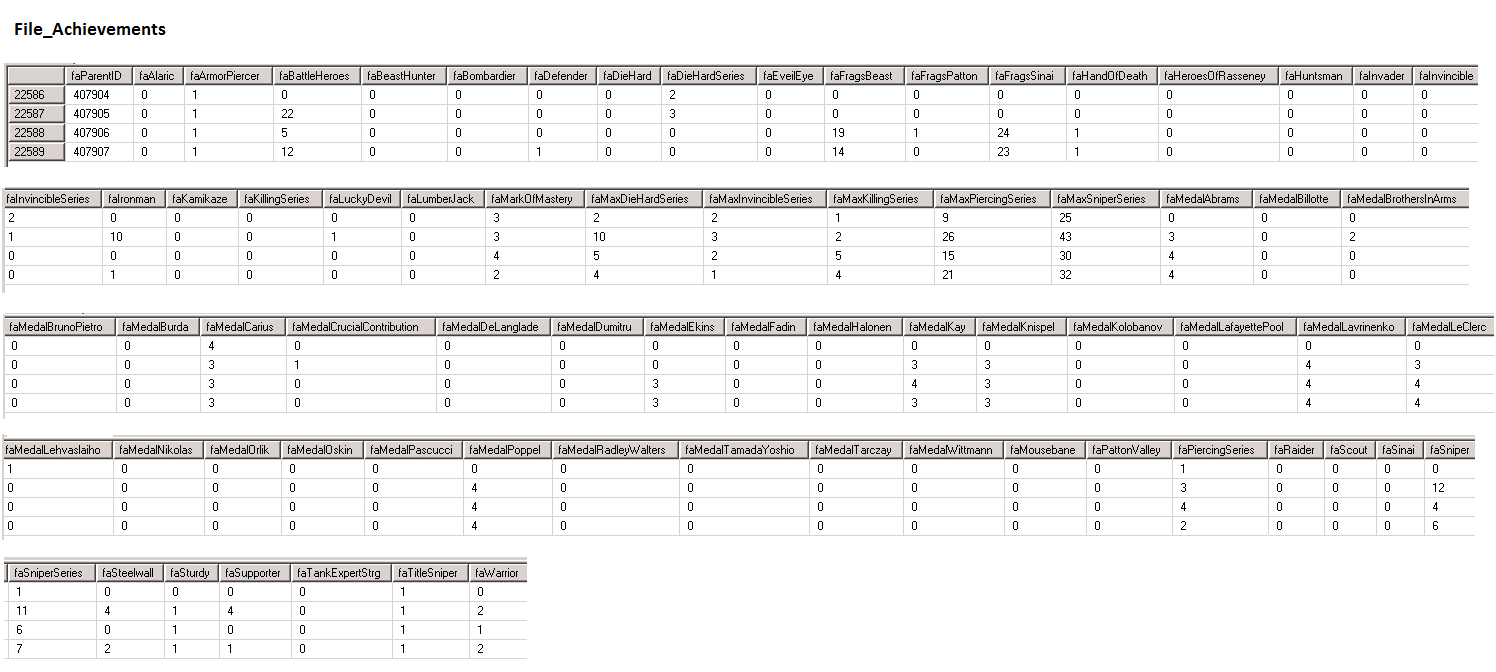 File_Achievements
faParentID faAlaric faArmorPiercer faBattleHeroes faBeastHunter faBombardier faDefender faDieHard faDieHardSeries faEveilEye faFragsBeast faFragsPatton faFragsSinai faHandOfDeath faHeroesOfRasseney faHuntsman faInvader faInvincible
22586 407904 0 1 0 0 0 0 0 2 0 0 0 0 0 0 0 0 0
22587 407905 0 1 22 0 0 0 0 3 0 0 0 0 0 0 0 0 0
22588 407906 0 1 5 0 0 0 0 0 0 19 1 24 1 0 0 0 0
22589 407907 0 1 12 0 0 1 0 0 0 14 0 23 1 0 0 0 0
faInvincibleSeries faIronman faKamikaze faKillingSeries faLuckyDevil faLumberJack faMarkOfMastery faMaxDieHardSeries faMaxInvincibleSeries faMaxKillingSeries faMaxPiercingSeries faMaxSniperSeries faMedalAbrams faMedalBillotte faMedalBrothersInArms
2 0 0 0 0 0 3 2 2 1 9 25 0 0 0
1 10 0 0 1 0 3 10 3 2 26 43 3 0 2
0 0 0 0 0 0 4 5 2 5 15 30 4 0 0
0 1 0 0 0 0 2 4 1 4 21 32 4 0 0
faMedalBrunoPietro faMedalBurda faMedalCarius faMedalCrucialContribution faMedalDeLanglade faMedalDumitru faMedalEkins faMedalFadin faMedalHalonen faMedalKay faMedalKnispel faMedalKolobanov faMedalLafayettePool faMedalLavrinenko faMedalLeClerc
0 0 4 0 0 0 0 0 0 0 0 0 0 0 0
0 0 3 1 0 0 0 0 0 3 3 0 0 4 3
0 0 3 0 0 0 3 0 0 4 3 0 0 4 4
0 0 3 0 0 0 3 0 0 3 3 0 0 4 4
faMedalLehvaslaiho faMedalNikolas faMedalOrlik faMedalOskin faMedalPascucci faMedalPoppel faMedalRadleyWalters faMedalTamadaYoshio faMedalTarczay faMedalWittmann faMousebane faPattonValley faPiercingSeries faRaider faScout faSinai faSniper
1 0 0 0 0 0 0 0 0 0 0 0 1 0 0 0 0
0 0 0 0 0 4 0 0 0 0 0 0 3 0 0 0 12
0 0 0 0 0 4 0 0 0 0 0 0 4 0 0 0 4
0 0 0 0 0 4 0 0 0 0 0 0 2 0 0 0 6
faSniperSeries faSteelwall faSturdy faSupporter faTankExpertStrg faTitleSniper faWarrior
1 0 0 0 0 1 0
11 4 1 4 0 1 2
6 0 1 0 0 1 1
7 2 1 1 0 1 2